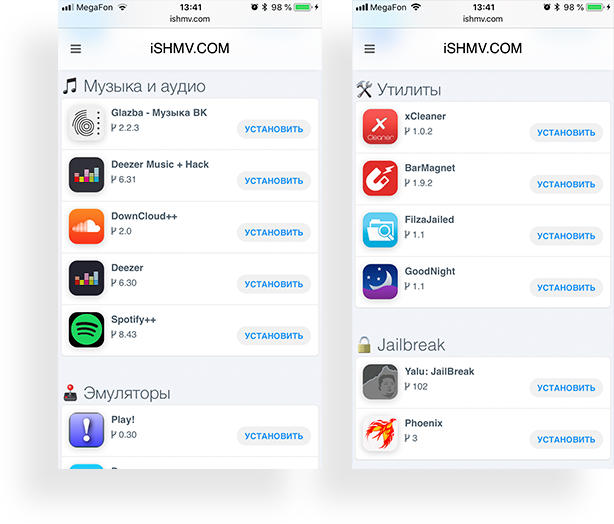 MegaFon 13:41 98 %
ishmv.com
iSHMV.COM
Музыка и аудио
Glazba - Музыка ВК
2.2.3
УСТАНОВИТЬ
Deezer Music + Hack
6.31
УСТАНОВИТЬ
DownCloud++
2.0
УСТАНОВИТЬ
Deezer
6.30
УСТАНОВИТЬ
Spotify++
8.43
УСТАНОВИТЬ
Эмуляторы
Play!
0.30
УСТАНОВИТЬ
MegaFon 13:41 98 %
ishmv.com
iSHMV.COM
Утилиты
xCleaner
1.0.2
Cleaner
УСТАНОВИТЬ
BarMagnet
1.9.2
УСТАНОВИТЬ
FilzaJailed
1.1
УСТАНОВИТЬ
GoodNight
1.1
УСТАНОВИТЬ
Jailbreak
Yalu: JailBreak
102
УСТАНОВИТЬ
Phoenix
3
УСТАНОВИТЬ